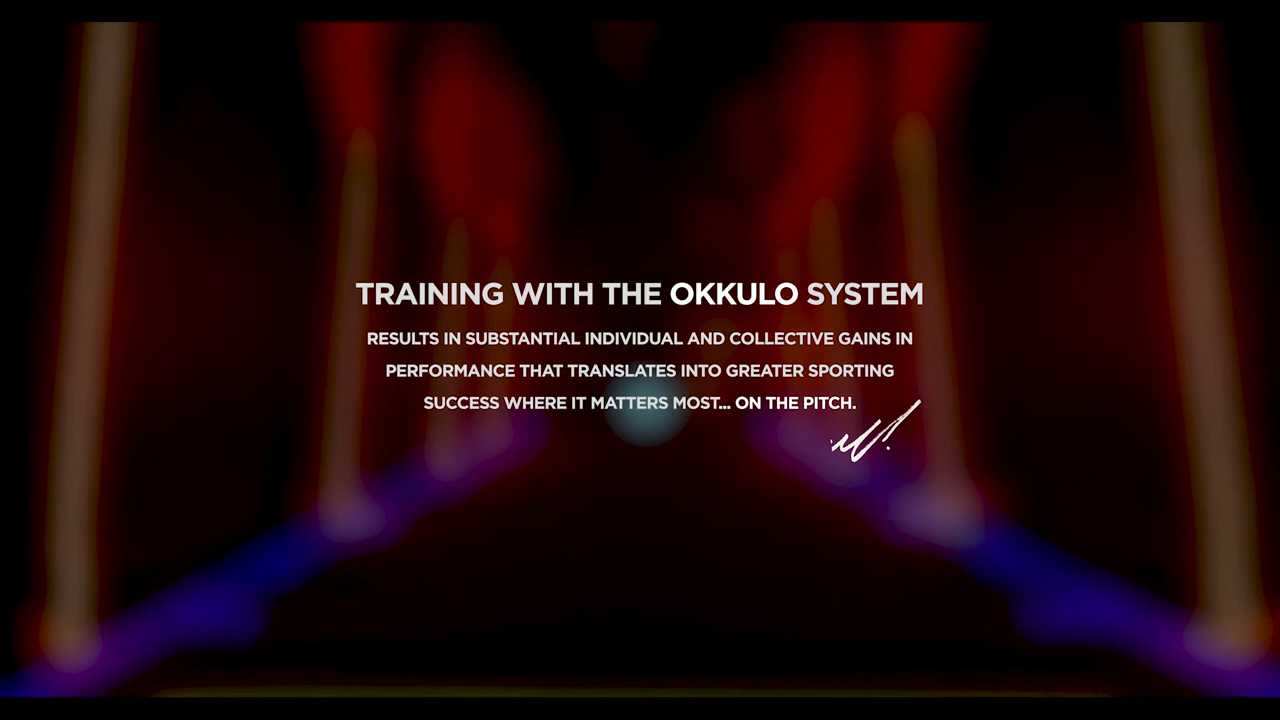 TRAINING WITH THE OKKULO SYSTEM
RESULTS IN SUBSTANTIAL INDIVIDUAL AND COLLECTIVE GAINS IN
PERFORMANCE THAT TRANSLATES INTO GREATER SPORTING
SUCCESS WHERE IT MATTERS MOST... ON THE PITCH.